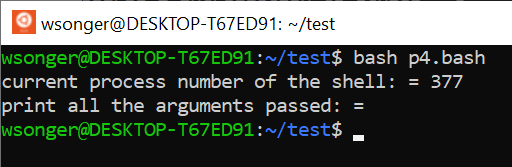 wsonger@DESKTOP-T67ED91: ~/test
wsonger@DESKTOP-T67ED91:~/test$ bash p4.bash
current process number of the shell: = 377
print all the arguments passed: =
wsonger@DESKTOP-T67ED91:~/test$